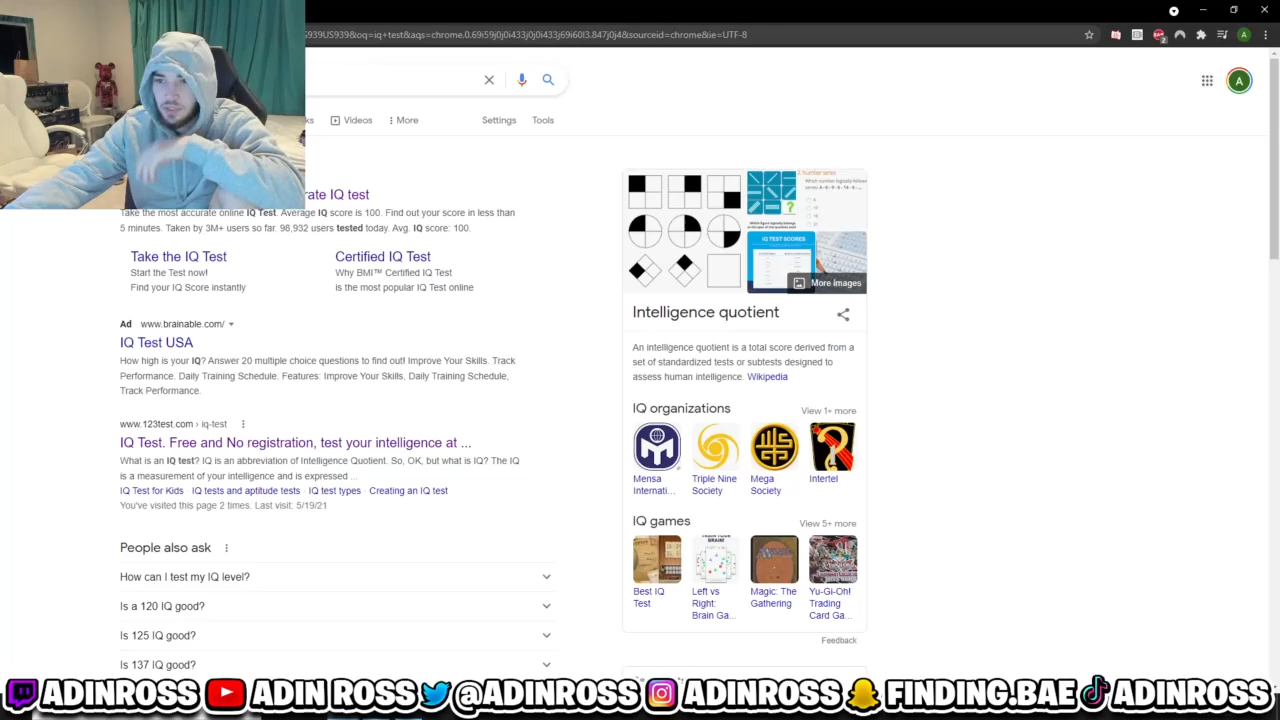 G939US939&oq=iq+test&aqs=chrome.0.69i59j0j0i433j0j0i433j69i60l3.847j0j4&sourceid=chrome&ie=UTF-8
A
A
Videos
More
Settings
Tools
rate IQ test
Take the most accurate online IQ Test. Average IQ score is 100. Find out your score in less than
5 minutes. Taken by 3M+ users so far. 98,932 users tested today. Avg. IQ score: 100.
Take the IQ Test
Start the Test now!
Find your IQ Score instantly
Certified IQ Test
Why BMI™ Certified IQ Test
is the most popular IQ Test online
Ad www.brainable.com/
IQ Test USA
How high is your IQ? Answer 20 multiple choice questions to find out! Improve Your Skills. Track
Performance. Daily Training Schedule. Features: Improve Your Skills, Daily Training Schedule,
Track Performance.
www.123test.com › iq-test
IQ Test. Free and No registration, test your intelligence at ...
What is an IQ test? IQ is an abbreviation of Intelligence Quotient. So, OK, but what is IQ? The IQ
is a measurement of your intelligence and is expressed ...
IQ Test for Kids · IQ tests and aptitude tests · IQ test types · Creating an IQ test
You've visited this page 2 times. Last visit: 5/19/21
People also ask
How can I test my IQ level?
Is a 120 IQ good?
Is 125 IQ good?
Is 137 IQ good?
IQ TEST SCORES
More images
Intelligence quotient
An intelligence quotient is a total score derived from a
set of standardized tests or subtests designed to
assess human intelligence. Wikipedia
IQ organizations
View 1+ more
Mensa
Internati...
Triple Nine
Society
Mega
Society
Intertel
IQ games
View 5+ more
Best IQ
Test
Left vs
Right:
Brain Ga...
Magic: The
Gathering
Yu-Gi-Oh!
Trading
Card Ga...
Feedback
ADINROSS
ADIN ROSS
@ADINROSS
ADINROSS
FINDING.BAE
ADINROSS